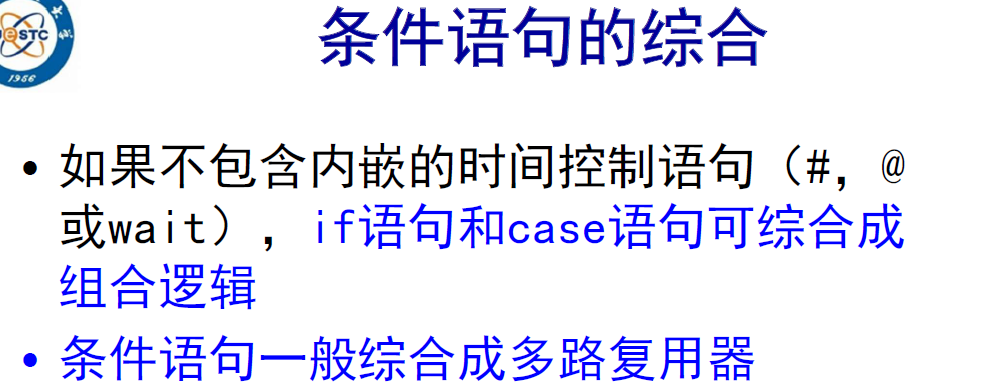 STC
1956
条件语句的综合
• 如果不包含内嵌的时间控制语句（#，@
或wait），if语句和case语句可综合成
组合逻辑
• 条件语句一般综合成多路复用器